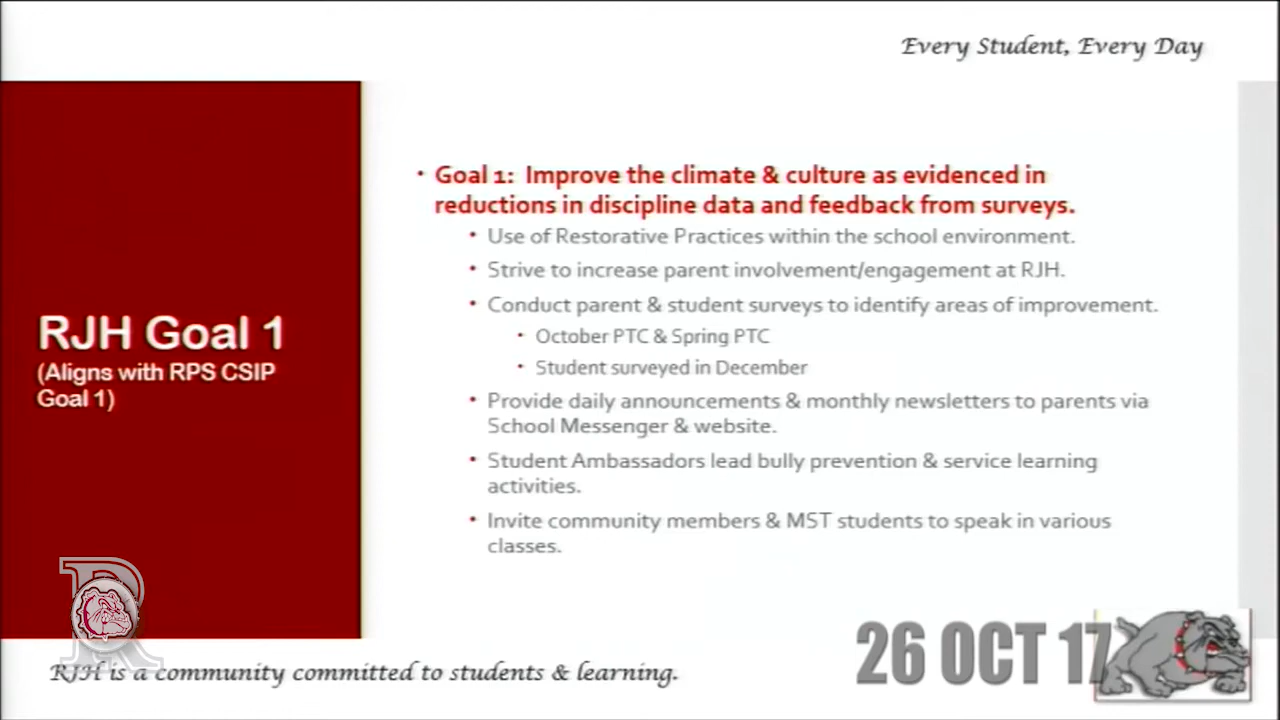 Every Student, Every Day
RJH Goal 1
(Aligns with RPS CSIP
Goal 1)
• Goal 1: Improve the climate & culture as evidenced in
reductions in discipline data and feedback from surveys.
• Use of Restorative Practices within the school environment.
• Strive to increase parent involvement/engagement at RJH.
• Conduct parent & student surveys to identify areas of improvement.
• October PTC & Spring PTC
• Student surveyed in December
• Provide daily announcements & monthly newsletters to parents via
School Messenger & website.
• Student Ambassadors lead bully prevention & service learning
activities.
• Invite community members & MST students to speak in various
classes.
R
RJH is a community committed to students & learning.
26 OCT 17